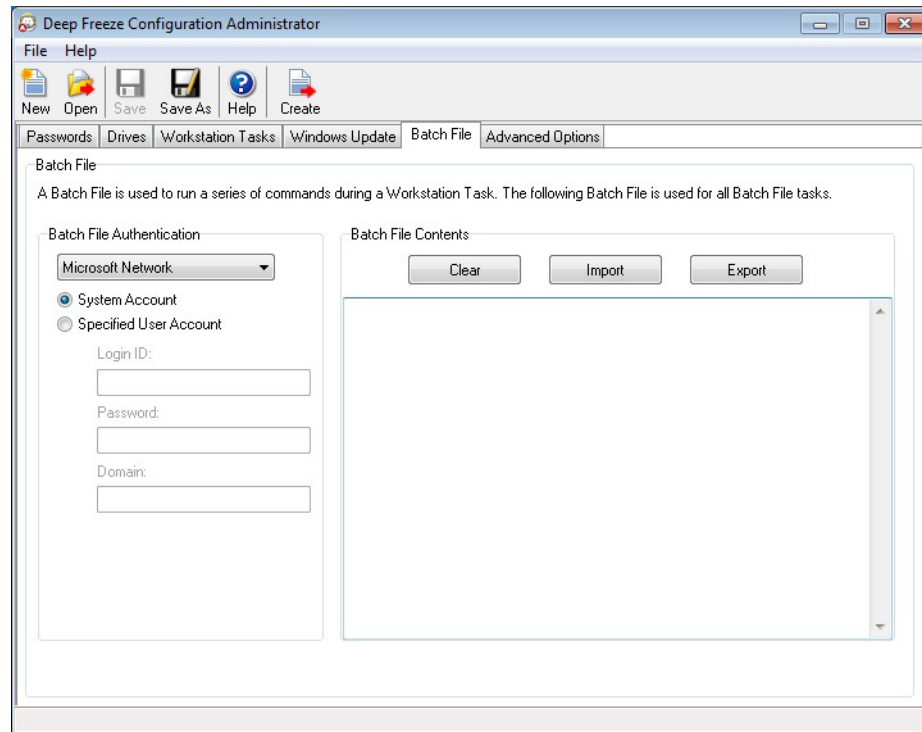 Deep Freeze Configuration Administrator
File Help
New Open Save Save As Help Create
Passwords Drives Workstation Tasks Windows Update Batch File Advanced Options
Batch File
A Batch File is used to run a series of commands during a Workstation Task. The following Batch File is used for all Batch File tasks.
Batch File Authentication
Microsoft Network
System Account
Specified User Account
Login ID:
Password:
Domain:
Batch File Contents
Clear Import Export